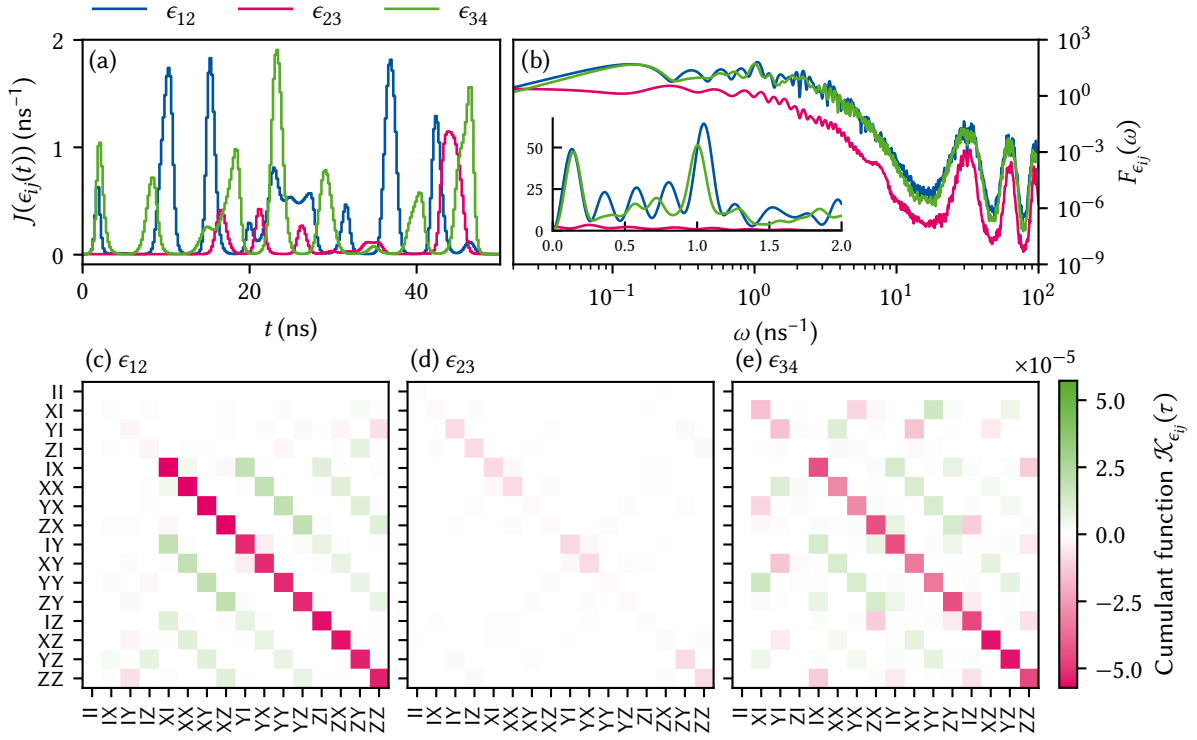 ϵ₁₂ ϵ₂₃ ϵ₃₄
(a)
J(ϵᵢⱼ(t)) (ns⁻¹)
2
1
0
0 20 40
t (ns)
(b)
50
25
0
0.0 0.5 1.0 1.5 2.0
10³
10⁰
10⁻³
10⁻⁶
10⁻⁹
F_{ϵᵢⱼ}(ω)
10⁻¹ 10⁰ 10¹ 10²
ω (ns⁻¹)
(c) ϵ₁₂
(d) ϵ₂₃
(e) ϵ₃₄
×10⁻⁵
II
XI
YI
ZI
IX
XX
YX
ZX
IY
XY
YY
ZY
IZ
XZ
YZ
ZZ
II IX IY IZ XI XX XY XZ YI YX YY YZ ZI ZX ZY ZZ
II IX IY IZ XI XX XY XZ YI YX YY YZ ZI ZX ZY ZZ
II XI YI ZI IX XX YX ZX IY XY YY ZY IZ XZ YZ ZZ
5.0
2.5
0.0
−2.5
−5.0
Cumulant function 𝒦_{ϵᵢⱼ}(τ)